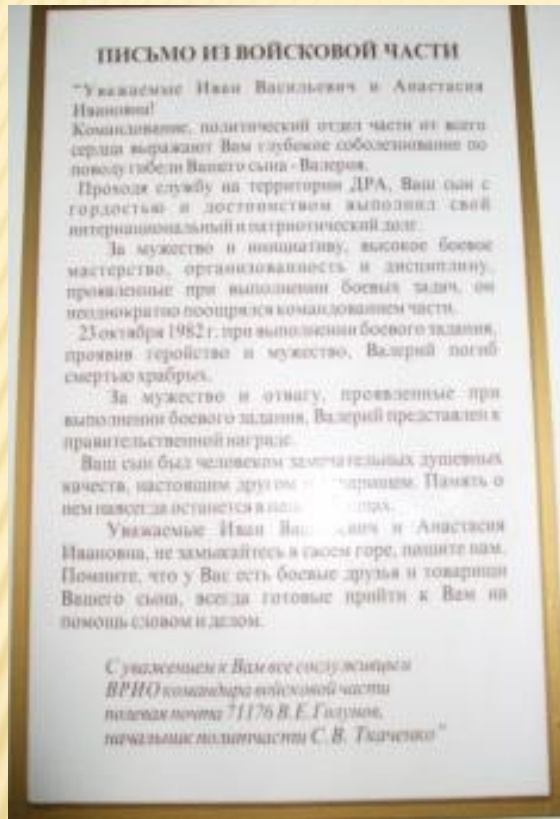 ПИСЬМО ИЗ ВОЙСКОВОЙ ЧАСТИ
"Уважаемые Иван Васильевич и Анастасия
Ивановна!
Командование, политический отдел части от всего
сердца выражают Вам глубокое соболезнование по
поводу гибели Вашего сына - Валерия.
Проходя службу на территории ДРА, Ваш сын с
гордостью и достоинством выполнил свой
интернациональный и патриотический долг.
За мужество и инициативу, высокое боевое
мастерство, организованность и дисциплину,
проявленные при выполнении боевых задач, он
неоднократно поощрялся командованием части.
23 октября 1982 г. при выполнении боевого задания,
проявив геройство и мужество, Валерий погиб
смертью храбрых.
За мужество и отвагу, проявленные при
выполнении боевого задания, Валерий представлен к
правительственной награде.
Ваш сын был человеком замечательных душевных
качеств, настоящим другом и товарищем. Память о
нем навсегда останется в
Уважаемые Иван Васильевич и Анастасия
Ивановна, не замыкайтесь в своем горе, пишите нам.
Помните, что у Вас есть боевые друзья и товарищи
Вашего сына, всегда готовые прийти к Вам на
помощь словом и делом.
С уважением к Вам все сослуживцы и
ВРИО командира войсковой части
полевая почта 71176 В. Е. Голунов,
начальник политчасти С. В. Ткаченко"